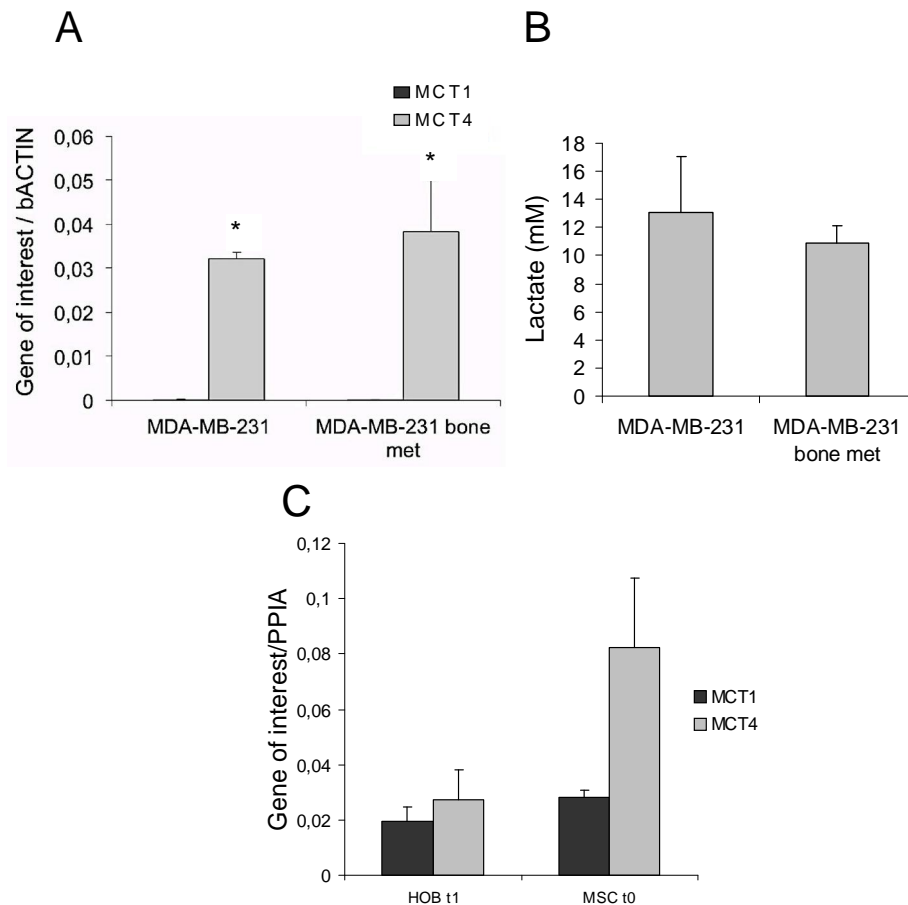 A
MCT1
MCT4
Gene of interest / bACTIN
0,06
0,05
0,04
0,03
0,02
0,01
0
*
*
MDA-MB-231
MDA-MB-231 bone
met
B
Lactate (mM)
18
16
14
12
10
8
6
4
2
0
MDA-MB-231
MDA-MB-231
bone met
C
Gene of interest/PPIA
0,12
0,1
0,08
0,06
0,04
0,02
0
HOB t1
MSC t0
MCT1
MCT4